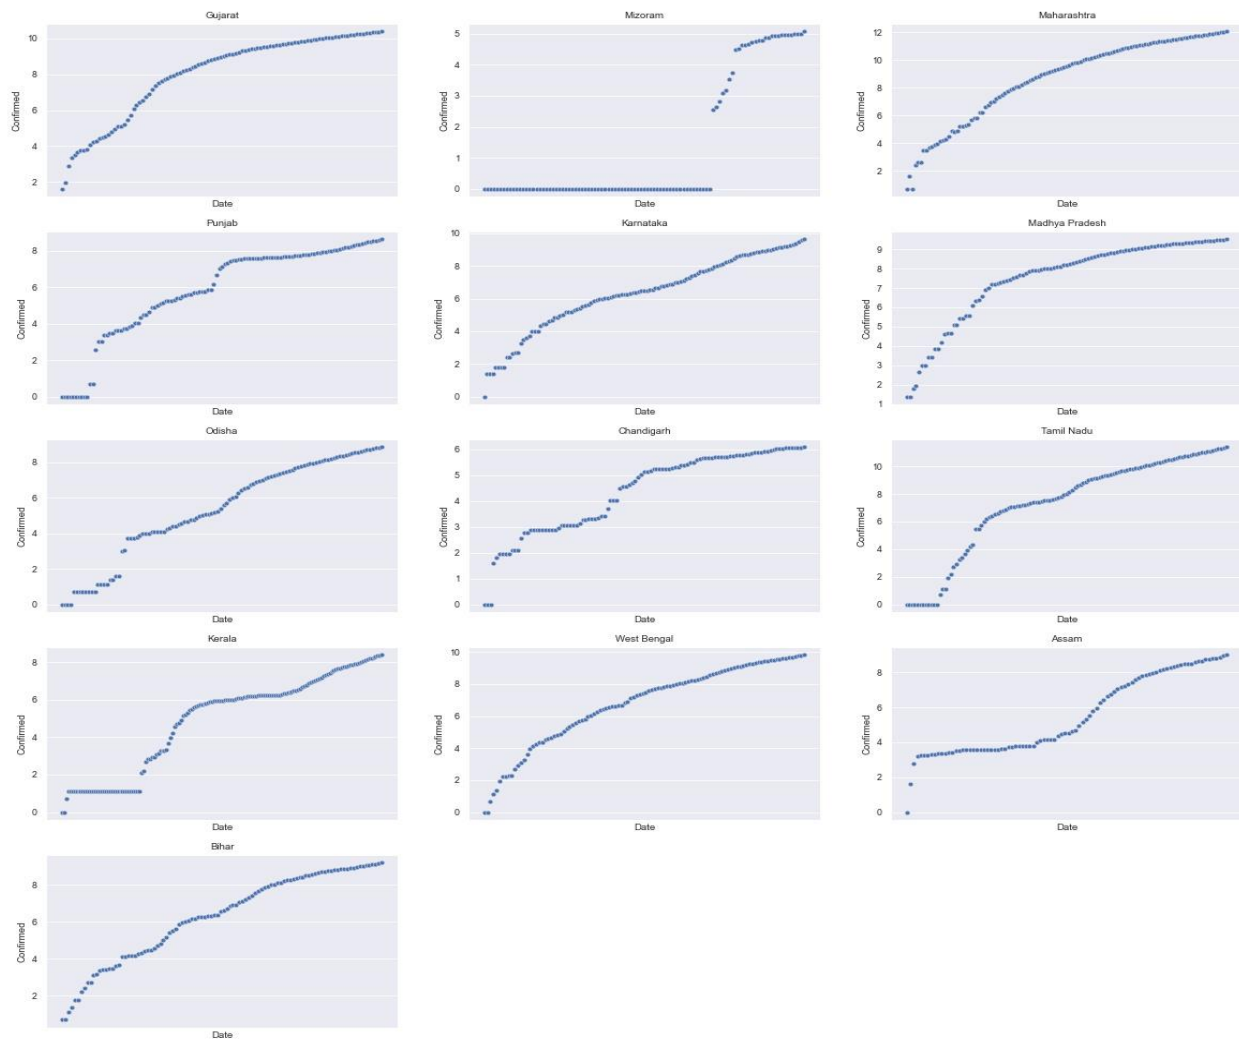 Gujarat
Confirmed
10
8
6
4
2
Date
Mizoram
Confirmed
5
4
3
2
1
0
Date
Maharashtra
Confirmed
12
10
8
6
4
2
Date
Punjab
Confirmed
8
6
4
2
0
Date
Karnataka
Confirmed
10
8
6
4
2
0
Date
Madhya Pradesh
Confirmed
9
8
7
6
5
4
3
2
1
Date
Odisha
Confirmed
8
6
4
2
0
Date
Chandigarh
Confirmed
6
5
4
3
2
1
0
Date
Tamil Nadu
Confirmed
10
8
6
4
2
0
Date
Kerala
Confirmed
8
6
4
2
0
Date
West Bengal
Confirmed
10
8
6
4
2
0
Date
Assam
Confirmed
8
6
4
2
0
Date
Bihar
Confirmed
8
6
4
2
Date